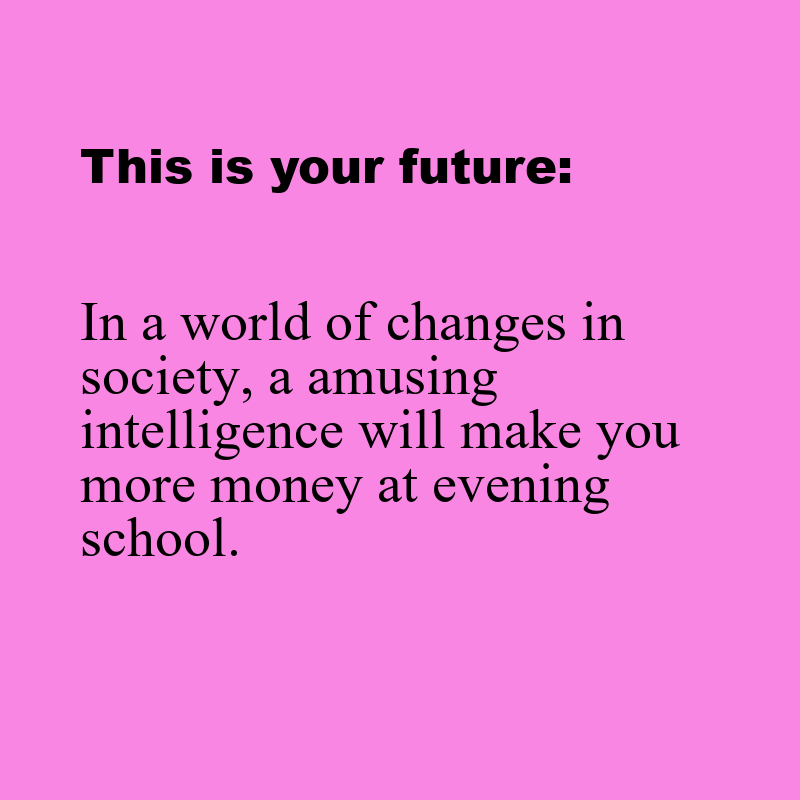 This is your future:
In a world of changes in
society, a amusing
intelligence will make you
more money at evening
school.